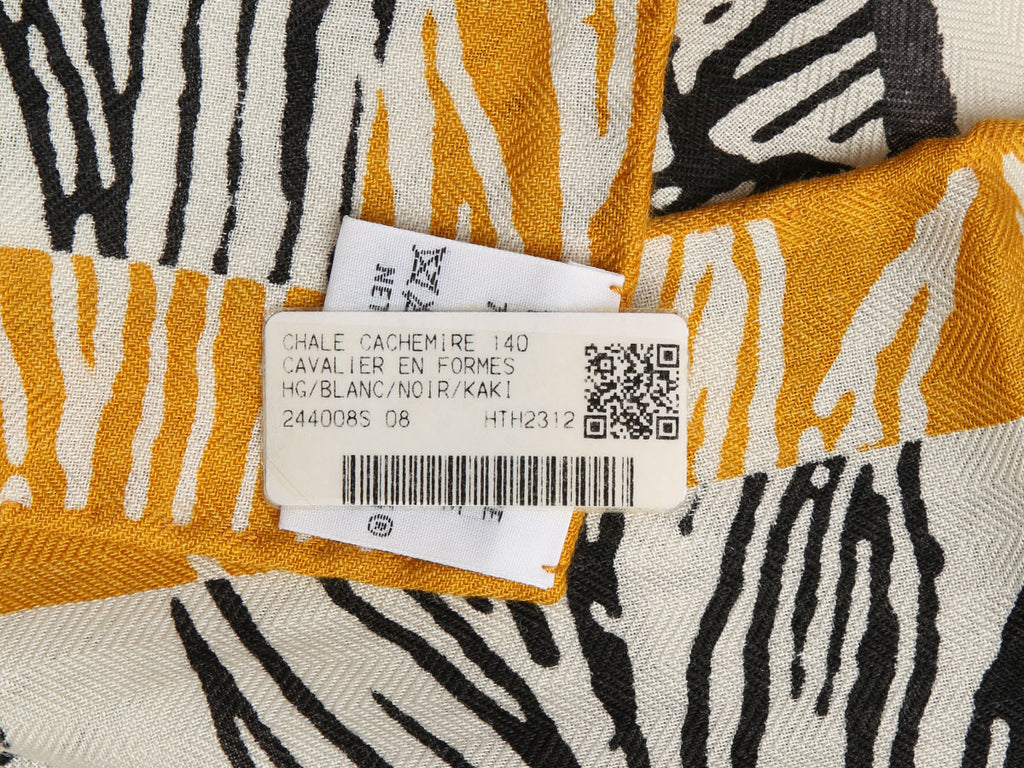 CHALE CACHEMIRE 140
CAVALIER EN FORMES
HG/BLANC/NOIR/KAKI
244008S 08 HTH2312